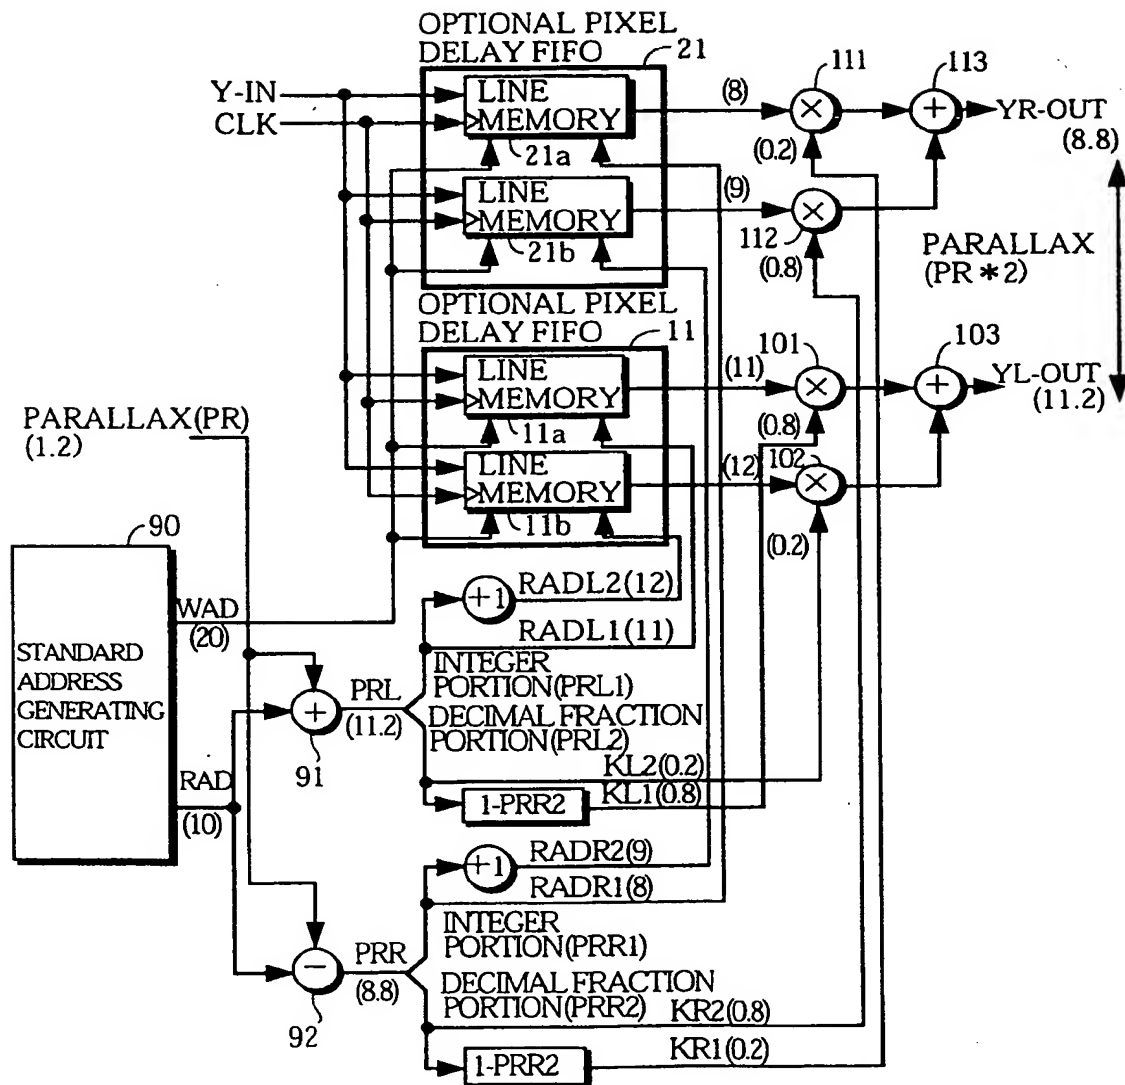 OPTIONAL PIXEL
DELAY FIFO
21
Y-IN
CLK
LINE
MEMORY
21a
(8)
111
×
(0.2)
113
+
YR-OUT
(8.8)
LINE
MEMORY
21b
(9)
×
112
(0.8)
PARALLAX
(PR*2)
OPTIONAL PIXEL
DELAY FIFO
11
LINE
MEMORY
11a
(11)
101
×
(0.8)
103
+
YL-OUT
(11.2)
PARALLAX(PR)
(1.2)
LINE
MEMORY
11b
(12)
102
×
(0.2)
90
STANDARD
ADDRESS
GENERATING
CIRCUIT
WAD
(20)
RAD
(10)
+1
RADL2(12)
RADL1(11)
INTEGER
PORTION(PRL1)
DECIMAL FRACTION
PORTION(PRL2)
+
91
PRL
(11.2)
KL2(0.2)
KL1(0.8)
1-PRR2
+1
RADR2(9)
RADR1(8)
INTEGER
PORTION(PRR1)
DECIMAL FRACTION
PORTION(PRR2)
−
92
PRR
(8.8)
KR2(0.8)
KR1(0.2)
1-PRR2